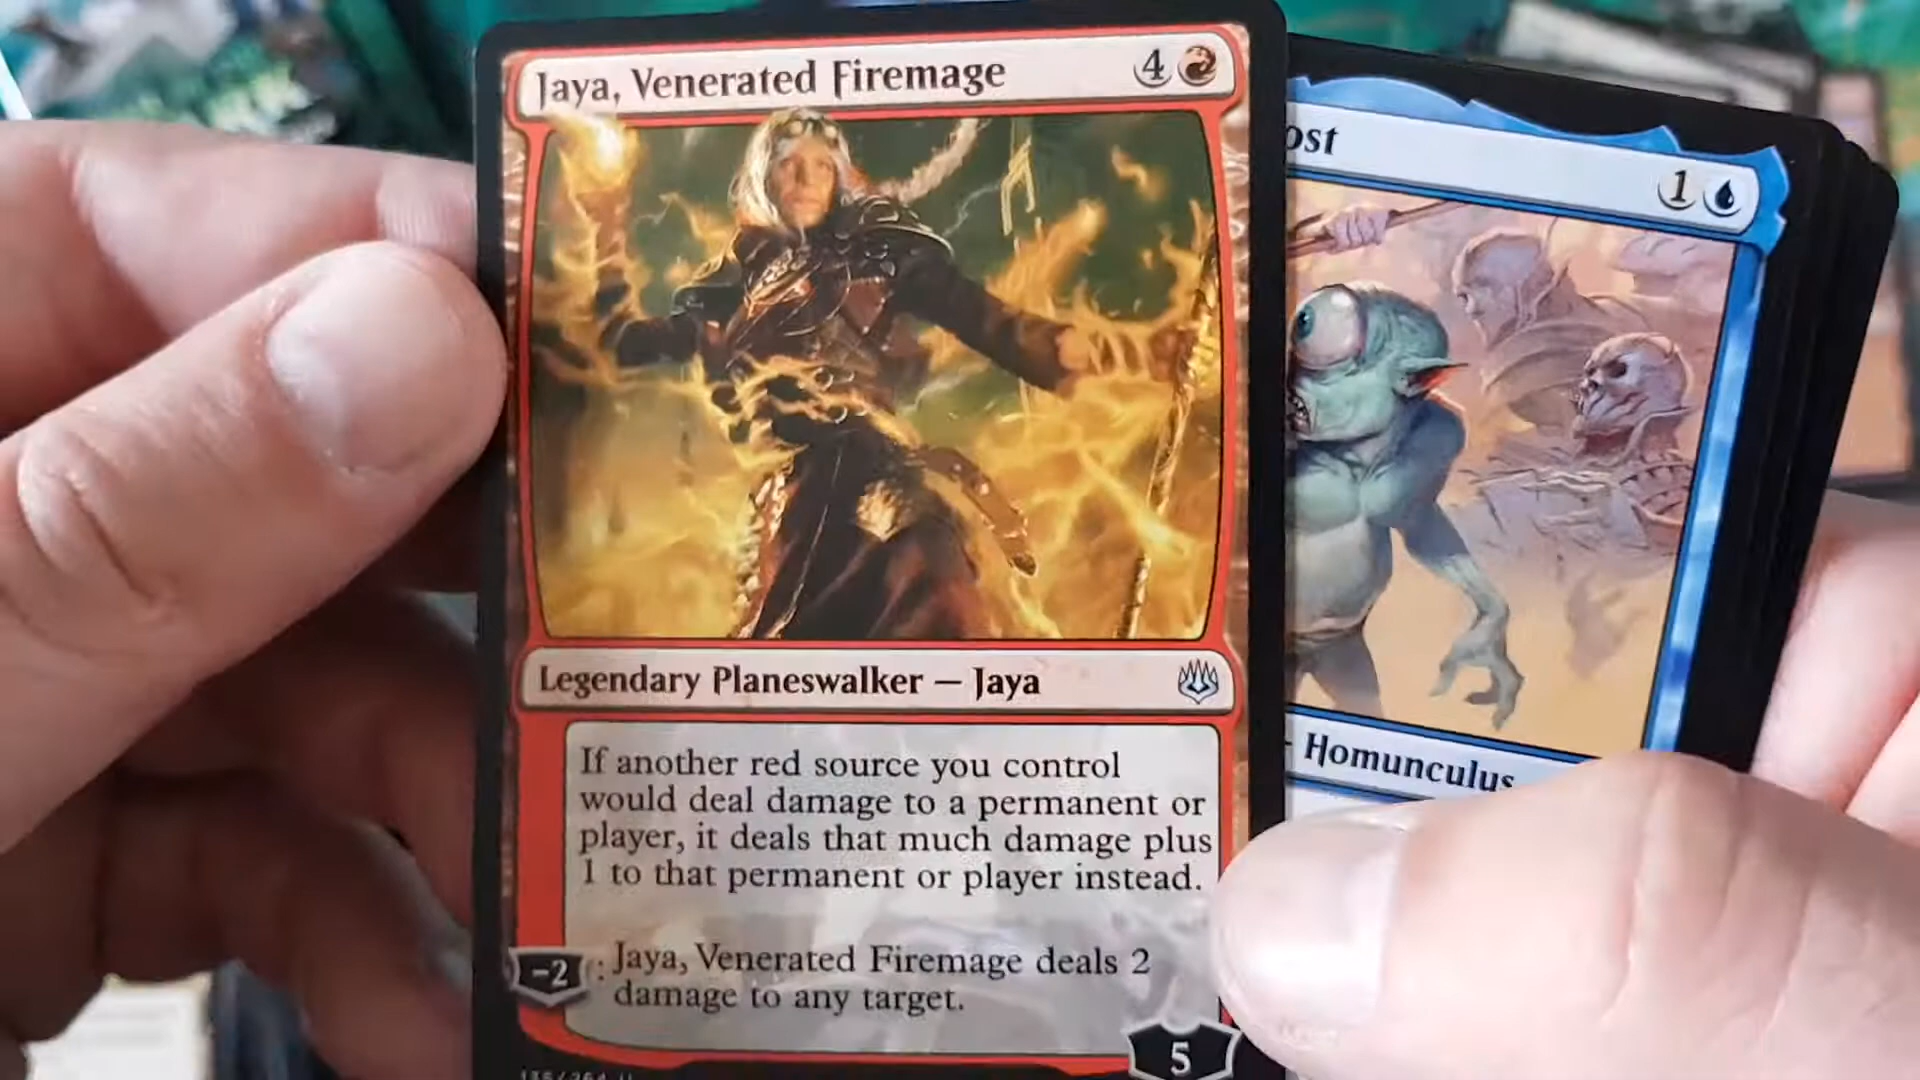 Jaya, Venerated Firemage 4
Legendary Planeswalker — Jaya
If another red source you control
would deal damage to a permanent or
player, it deals that much damage plus
1 to that permanent or player instead.
-2: Jaya, Venerated Firemage deals 2
damage to any target.
5
ost
1
- Homunculus